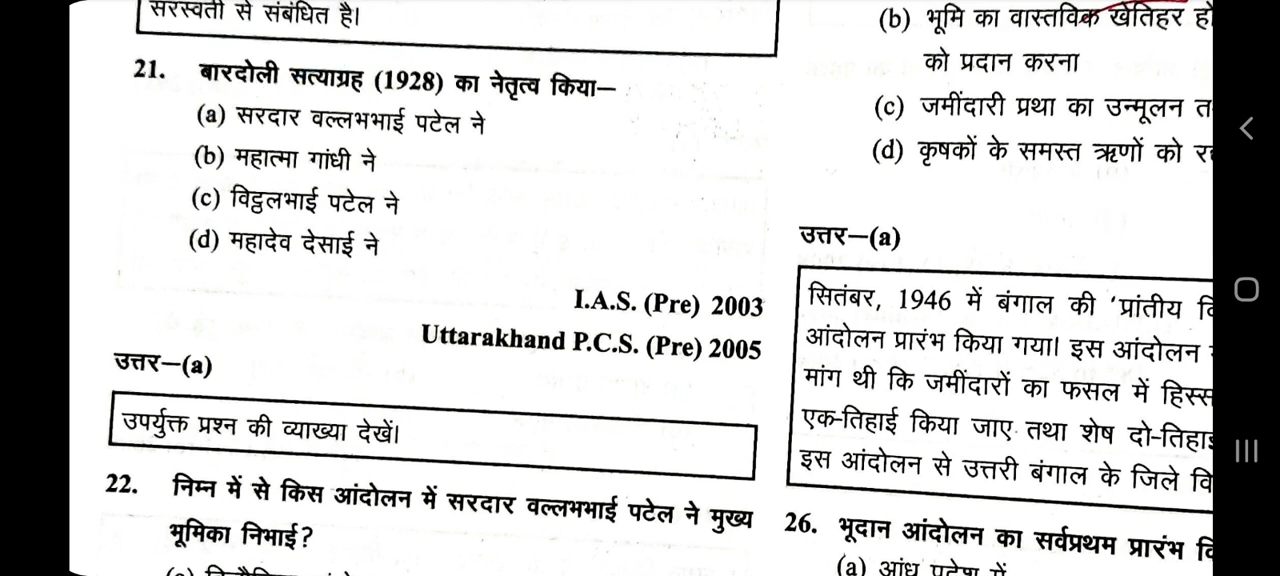 सरस्वती से संबंधित है।
21. बारदोली सत्याग्रह (1928) का नेतृत्व किया—
(a) सरदार वल्लभभाई पटेल ने
(b) महात्मा गांधी ने
(c) विट्ठलभाई पटेल ने
(d) महादेव देसाई ने
I.A.S. (Pre) 2003
Uttarakhand P.C.S. (Pre) 2005
उत्तर—(a)
उपर्युक्त प्रश्न की व्याख्या देखें।
22. निम्न में से किस आंदोलन में सरदार वल्लभभाई पटेल ने मुख्य
भूमिका निभाई?
(b) भूमि का वास्तविक खेतिहर
को प्रदान करना
(c) जमींदारी प्रथा का उन्मूलन
(d) कृषकों के समस्त ऋणों को
उत्तर—(a)
सितंबर, 1946 में बंगाल की 'प्रांतीय
आंदोलन प्रारंभ किया गया। इस आंदोलन
मांग थी कि जमींदारों का फसल में
एक-तिहाई किया जाए तथा शेष
इस आंदोलन से उत्तरी बंगाल के जिले
26. भूदान आंदोलन का सर्वप्रथम प्रारंभ
(a) आंध्र प्रदेश में